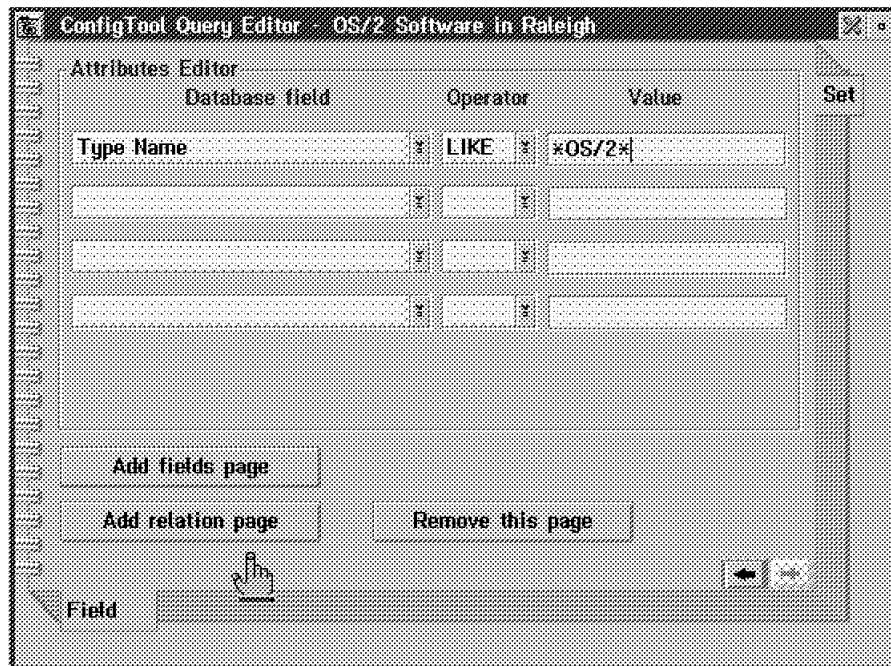 ConfigTool Query Editor - OS/2 Software in Raleigh
Attributes Editor
Database field Operator Value
Set
Type Name LIKE *OS/2*
Add fields page
Add relation page Remove this page
Field